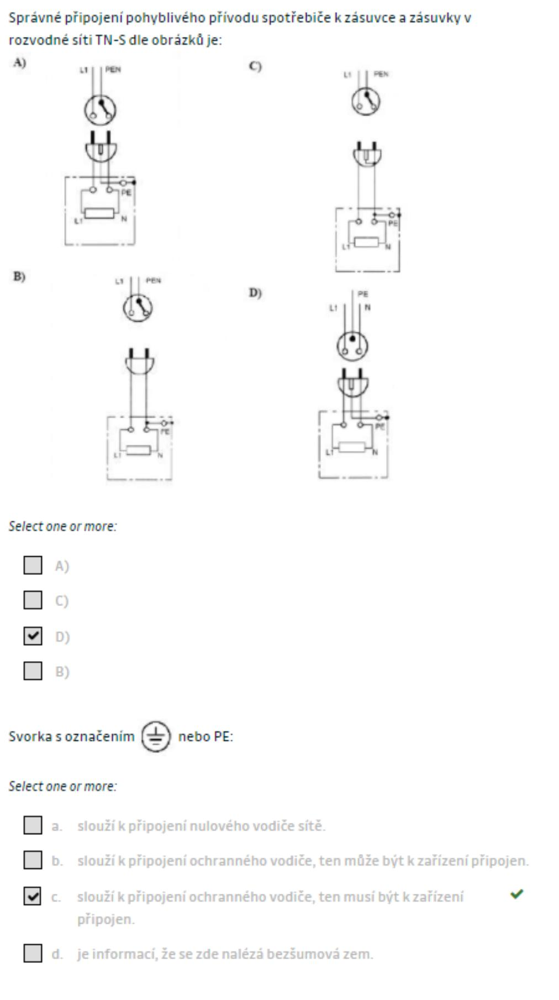 Správné připojení pohyblivého přívodu spotřebiče k zásuvce a zásuvky v
rozvodné síti TN-S dle obrázků je:
A)
L1 PEN
PE
L1 N
C)
L1 PEN
PE
L1 N
B)
L1 PEN
PE
L1 N
D)
PE
L1 N
PE
L1 N
Select one or more:
A)
C)
D)
B)
Svorka s označením nebo PE:
Select one or more:
a. slouží k připojení nulového vodiče sítě.
b. slouží k připojení ochranného vodiče, ten může být k zařízení připojen.
c. slouží k připojení ochranného vodiče, ten musí být k zařízení
připojen.
d. je informací, že se zde nalézá bezšumová zem.